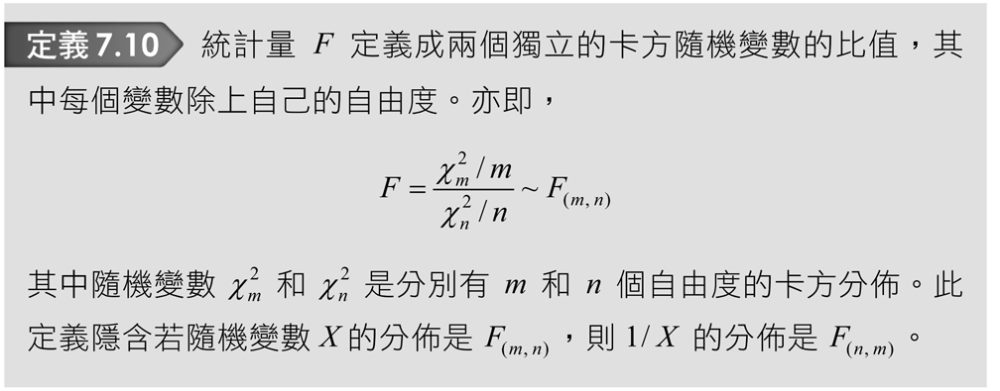 定義 7.10 統計量 F 定義成兩個獨立的卡方隨機變數的比值，其
中每個變數除上自己的自由度。亦即，
F = \frac{\chi_m^2 / m}{\chi_n^2 / n} ~ F_{(m, n)}
其中隨機變數 \chi_m^2 和 \chi_n^2 是分別有 m 和 n 個自由度的卡方分佈。此
定義隱含若隨機變數 X 的分佈是 F_{(m, n)}，則 1/X 的分佈是 F_{(n, m)}。